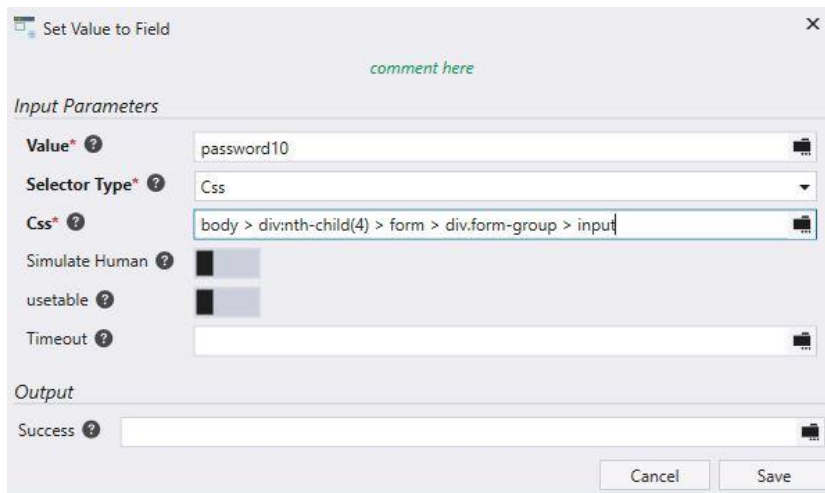 Set Value to Field
comment here
Input Parameters
Value* ? password10
Selector Type* ? Css
Css* ? body > div:nth-child(4) > form > div.form-group > input
Simulate Human ?
usetable ?
Timeout ?
Output
Success ?
Cancel Save